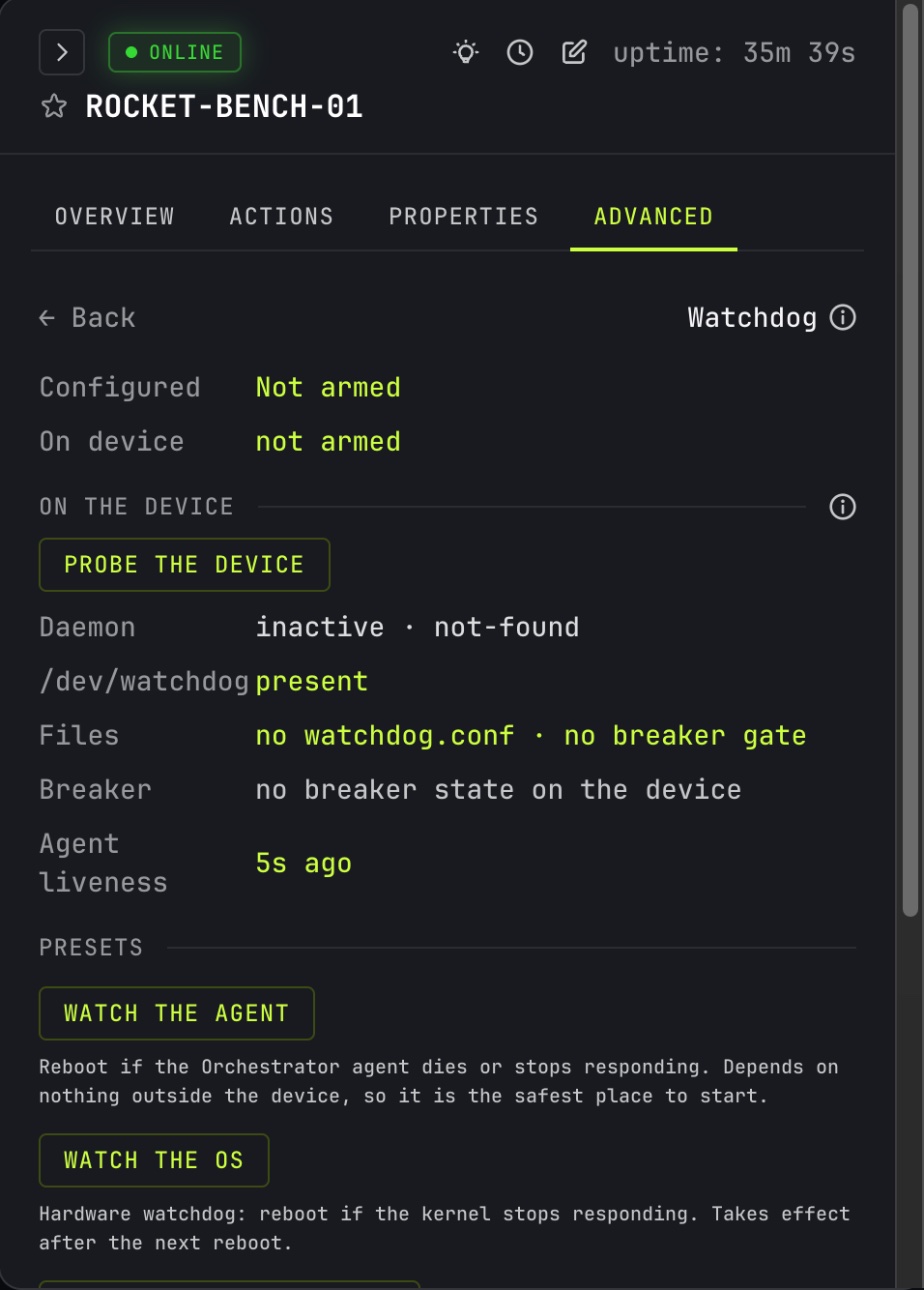 ONLINE
uptime: 35m 39s
ROCKET-BENCH-01
OVERVIEW ACTIONS PROPERTIES ADVANCED
← Back Watchdog
Configured Not armed
On device not armed
ON THE DEVICE
PROBE THE DEVICE
Daemon inactive · not-found
/dev/watchdog present
Files no watchdog.conf · no breaker gate
Breaker no breaker state on the device
Agent
liveness
5s ago
PRESETS
WATCH THE AGENT
Reboot if the Orchestrator agent dies or stops responding. Depends on
nothing outside the device, so it is the safest place to start.
WATCH THE OS
Hardware watchdog: reboot if the kernel stops responding. Takes effect
after the next reboot.